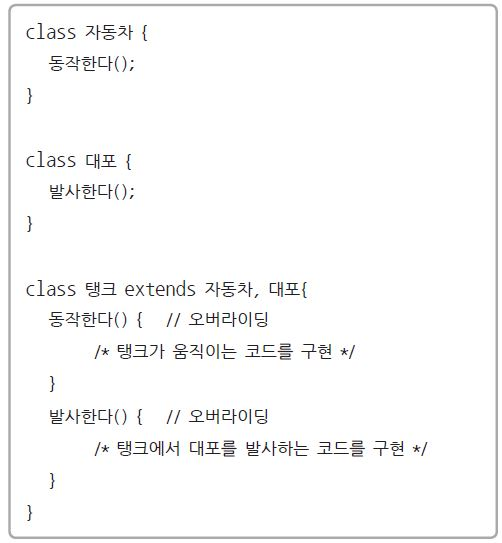 class 자동차 {
동작한다();
}
class 대포 {
발사한다();
}
class 탱크 extends 자동차, 대포{
동작한다() { // 오버라이딩
/* 탱크가 움직이는 코드를 구현 */
}
발사한다() { // 오버라이딩
/* 탱크에서 대포를 발사하는 코드를 구현 */
}
}